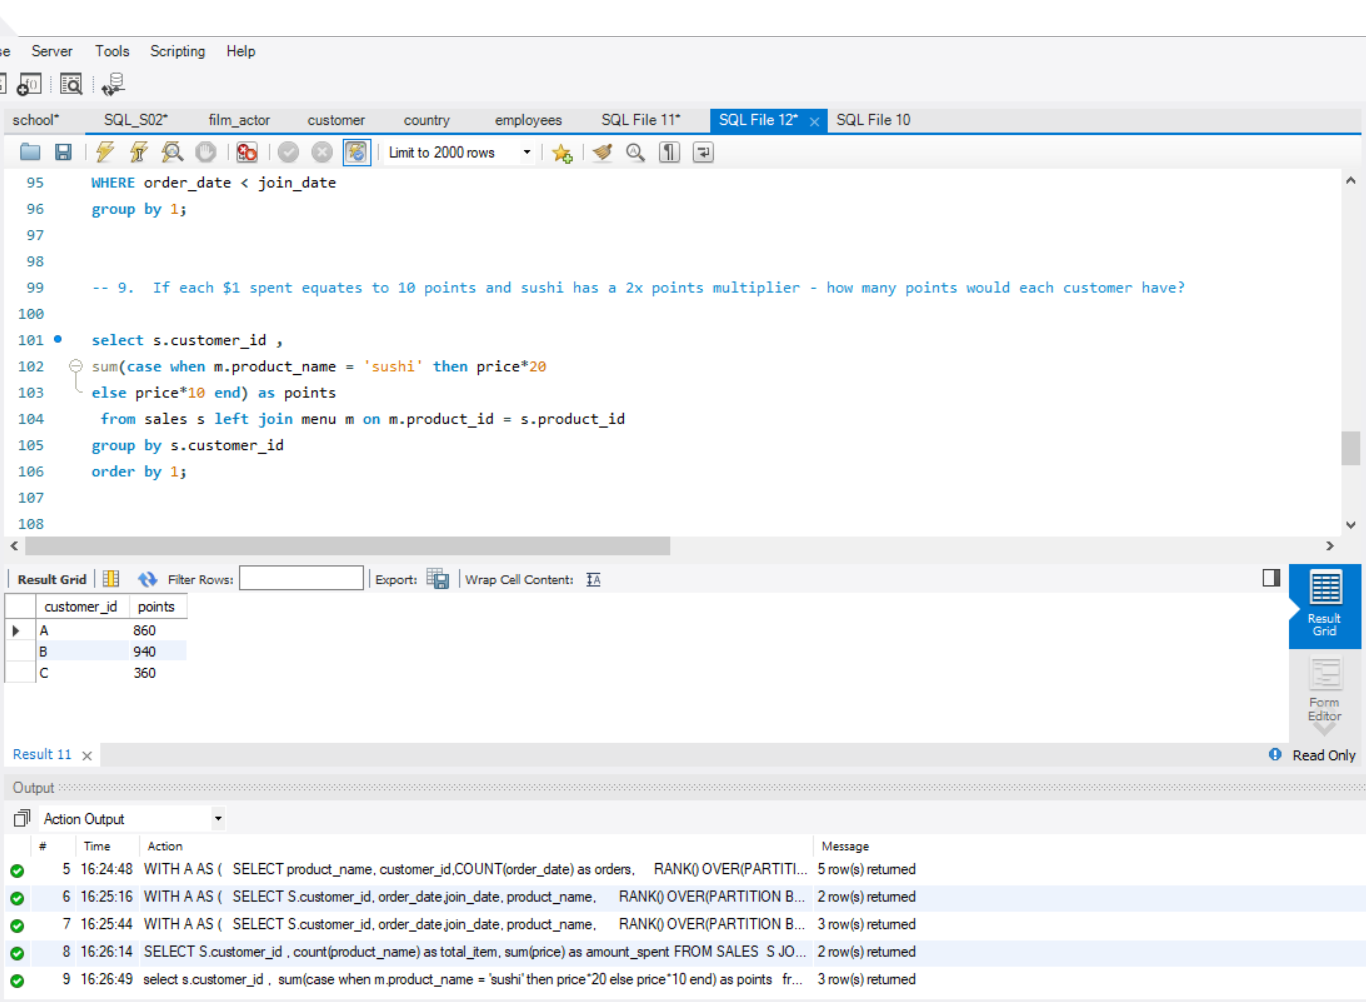 se Server Tools Scripting Help
school* SQL_S02* film_actor customer country employees SQL File 11* SQL File 12* × SQL File 10
Limit to 2000 rows
95 WHERE order_date < join_date
96 group by 1;
97
98
99 -- 9.  If each $1 spent equates to 10 points and sushi has a 2x points multiplier - how many points would each customer have?
100
101 select s.customer_id ,
102 sum(case when m.product_name = 'sushi' then price*20
103 else price*10 end) as points
104 from sales s left join menu m on m.product_id = s.product_id
105 group by s.customer_id
106 order by 1;
107
108
Result Grid Filter Rows: Export: Wrap Cell Content:
customer_id points
A 860
B 940
C 360
Result Grid
Form Editor
Result 11 × Read Only
Output
Action Output
# Time Action Message
5 16:24:48 WITH A AS ( SELECT product_name, customer_id,COUNT(order_date) as orders, RANK() OVER(PARTITI... 5 row(s) returned
6 16:25:16 WITH A AS ( SELECT S.customer_id, order_date,join_date, product_name, RANK() OVER(PARTITION B... 2 row(s) returned
7 16:25:44 WITH A AS ( SELECT S.customer_id, order_date,join_date, product_name, RANK() OVER(PARTITION B... 3 row(s) returned
8 16:26:14 SELECT S.customer_id , count(product_name) as total_item, sum(price) as amount_spent FROM SALES S JO... 2 row(s) returned
9 16:26:49 select s.customer_id , sum(case when m.product_name = 'sushi' then price*20 else price*10 end) as points fr... 3 row(s) returned